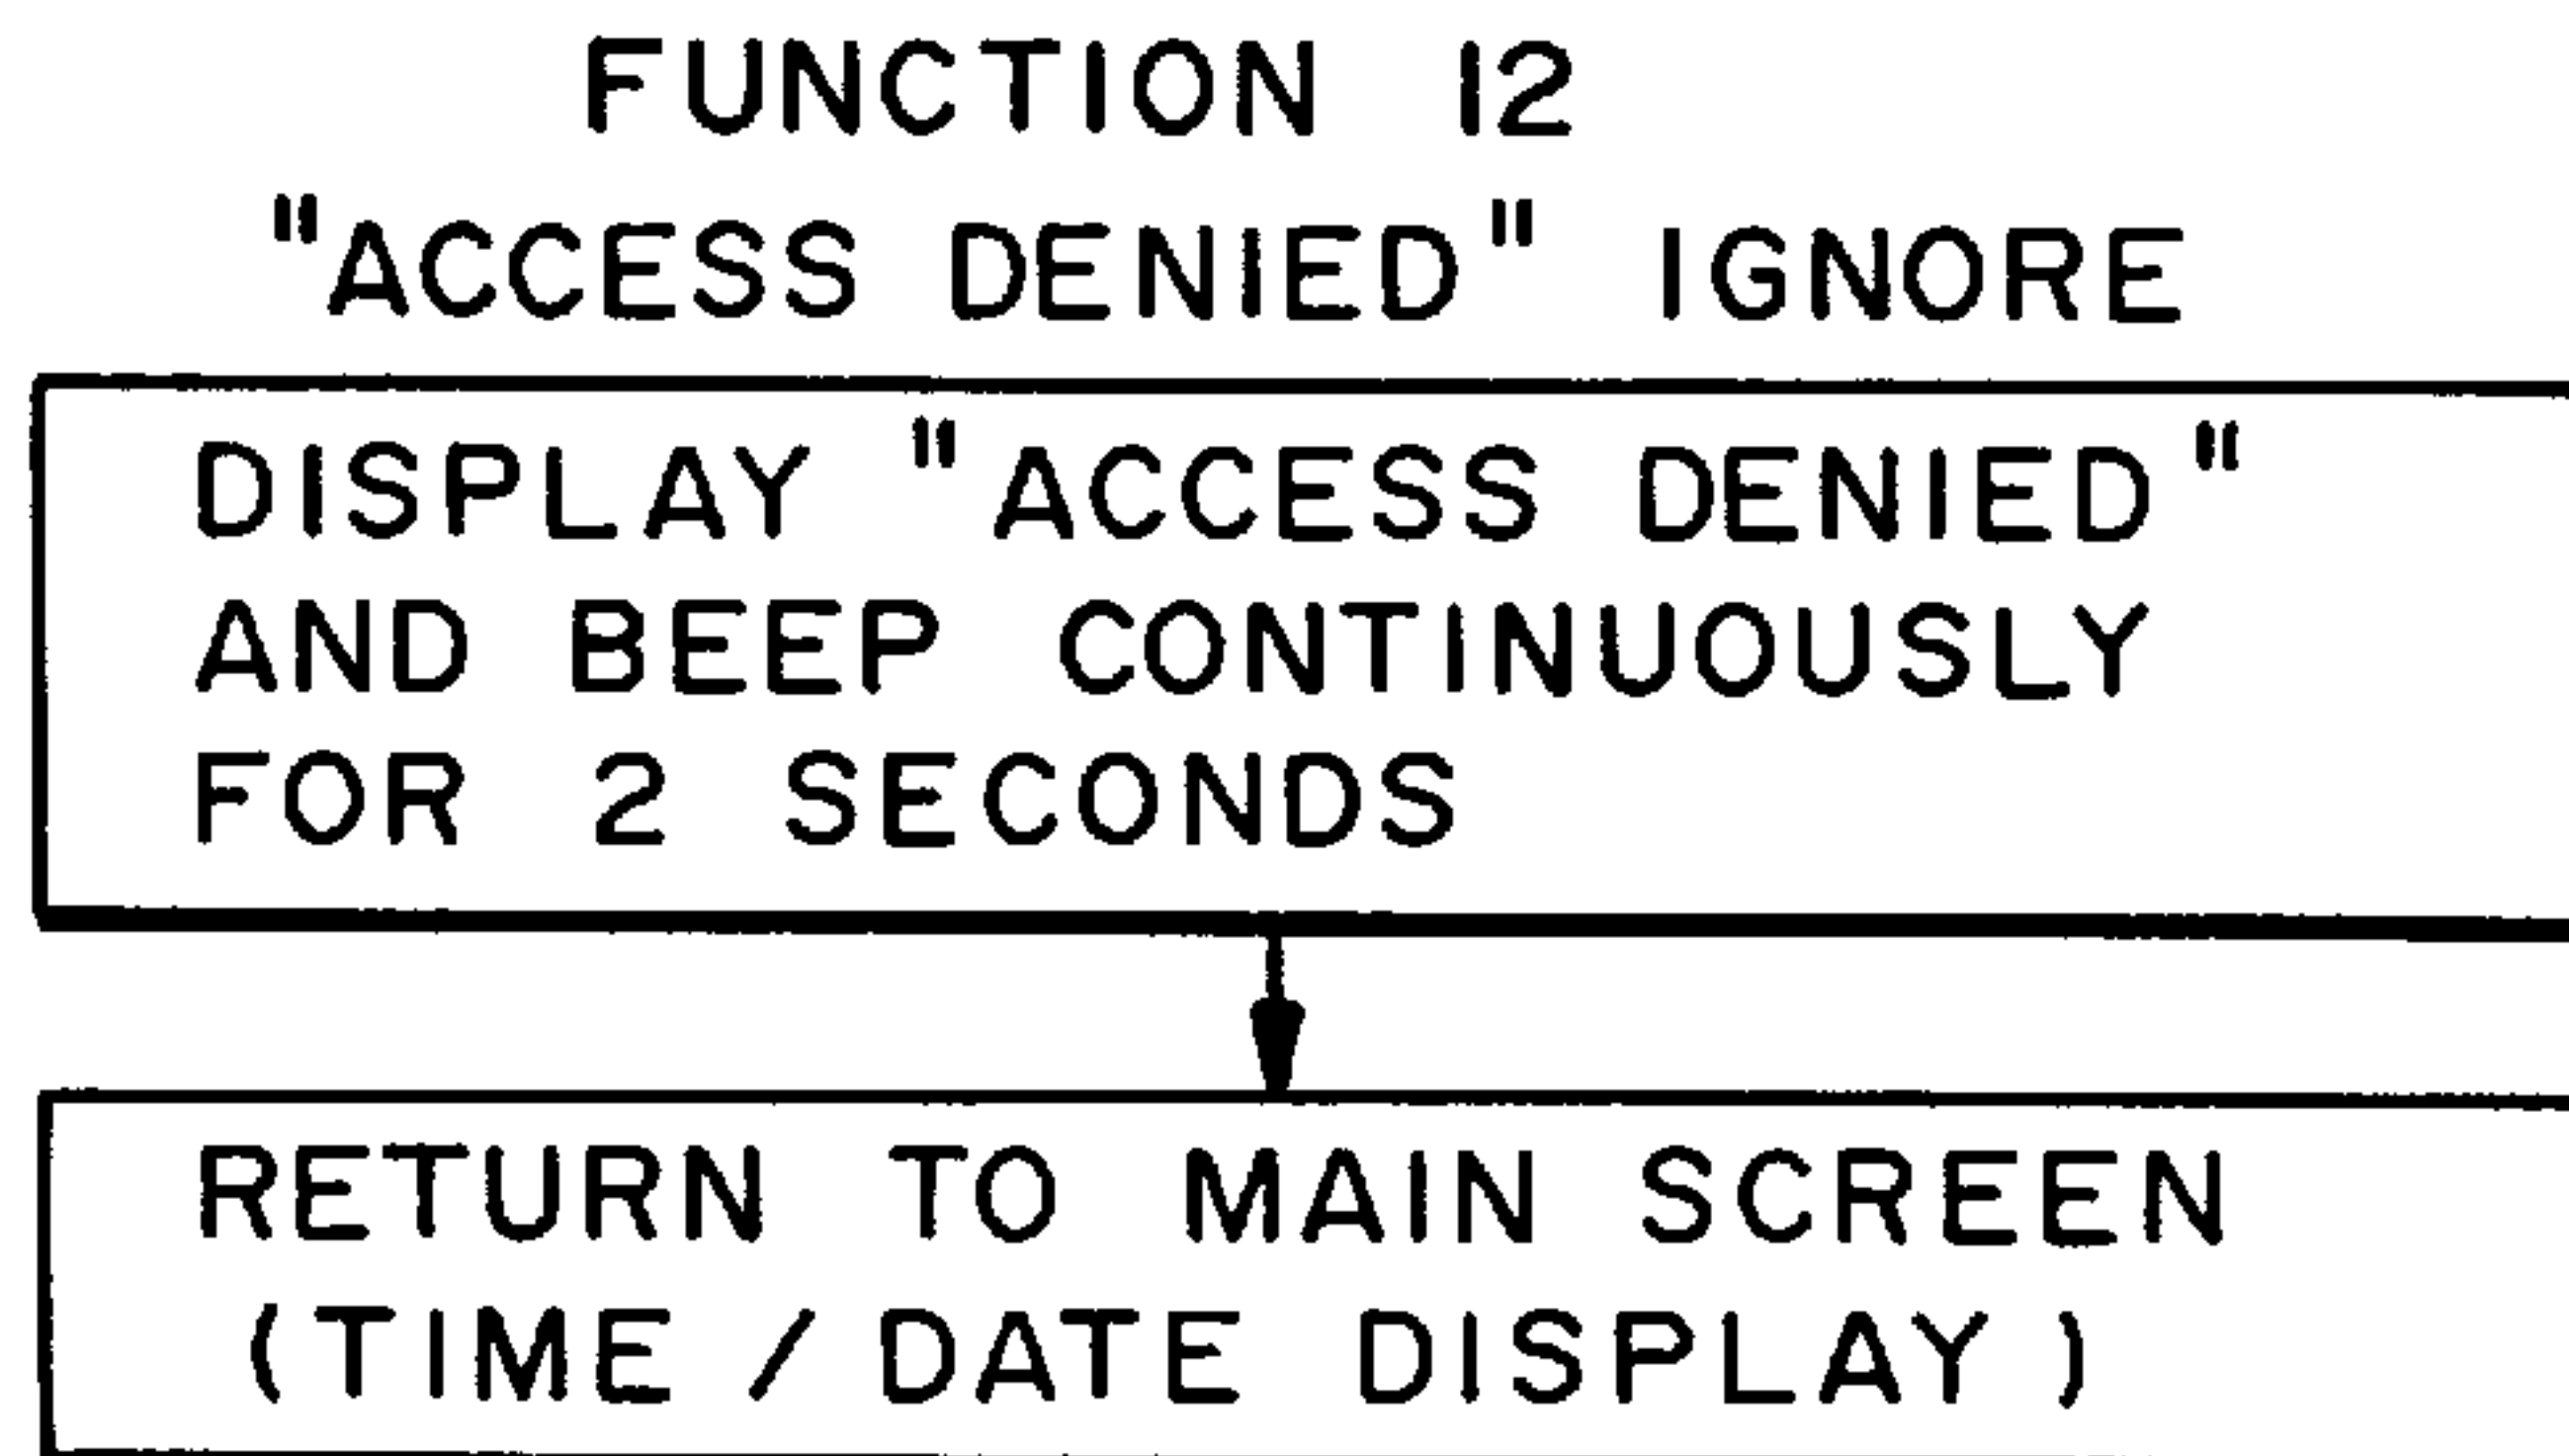 FUNCTION 12
"ACCESS DENIED" IGNORE
DISPLAY "ACCESS DENIED"
AND BEEP CONTINUOUSLY
FOR 2 SECONDS
RETURN TO MAIN SCREEN
(TIME / DATE DISPLAY)